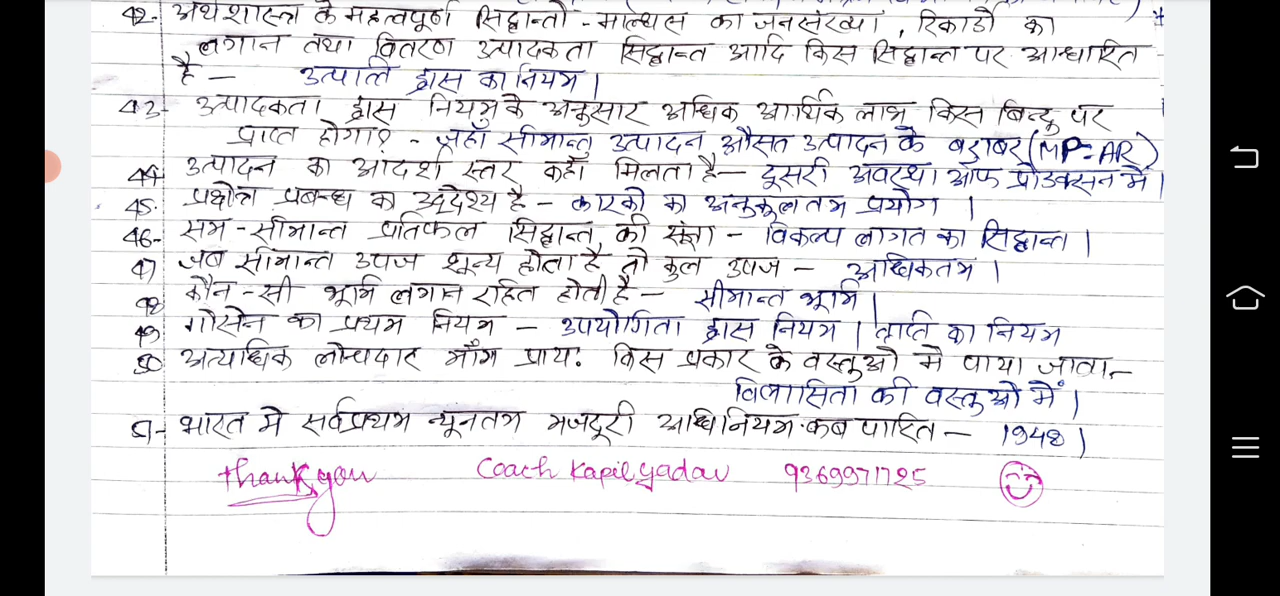 42- अर्थशास्त्र के महत्वपूर्ण सिद्वान्तो - माल्थस का जनसंख्या, रिकार्डो का
लगान तथा वितरण उत्पादकता सिद्वान्त आदि किस सिद्वान्त पर आधारित
है - उत्पत्ति ह्रास का नियम।
43- उत्पादकता ह्रास नियम के अनुसार अधिक आर्थिक लाभ किस बिन्दु पर
प्राप्त होगा? - जहाँ सीमान्त उत्पादन औसत उत्पादन के बराबर (MP=AR)
44- उत्पादन का आदर्श स्तर कहाँ मिलता है - दूसरी अवस्था ऑफ प्रोडक्सन में।
45- प्रक्षेत्र प्रबन्ध का उद्देश्य है - कारको का अनुकूलतम प्रयोग।
46- सम-सीमान्त प्रतिफल सिद्वान्त की संज्ञा - विकल्प लागत का सिद्वान्त।
47 जब सीमान्त उपज शून्य होता है तो कुल उपज - अधिकतम।
48 कौन-सी भूमि लगान रहित होती है - सीमान्त भूमि।
49 गोसेन का प्रथम नियम - उपयोगिता ह्रास नियम। तृप्ति का नियम
50 अत्याधिक लोचदार माँग प्राय: किस प्रकार के वस्तुओ मे पाया जाता -
विलासिता की वस्तुओ में।
51- भारत मे सर्वप्रथम न्यूनतम मजदूरी अधिनियम कब पारित - 1948।
thank you Coach Kapil yadav 9369971725